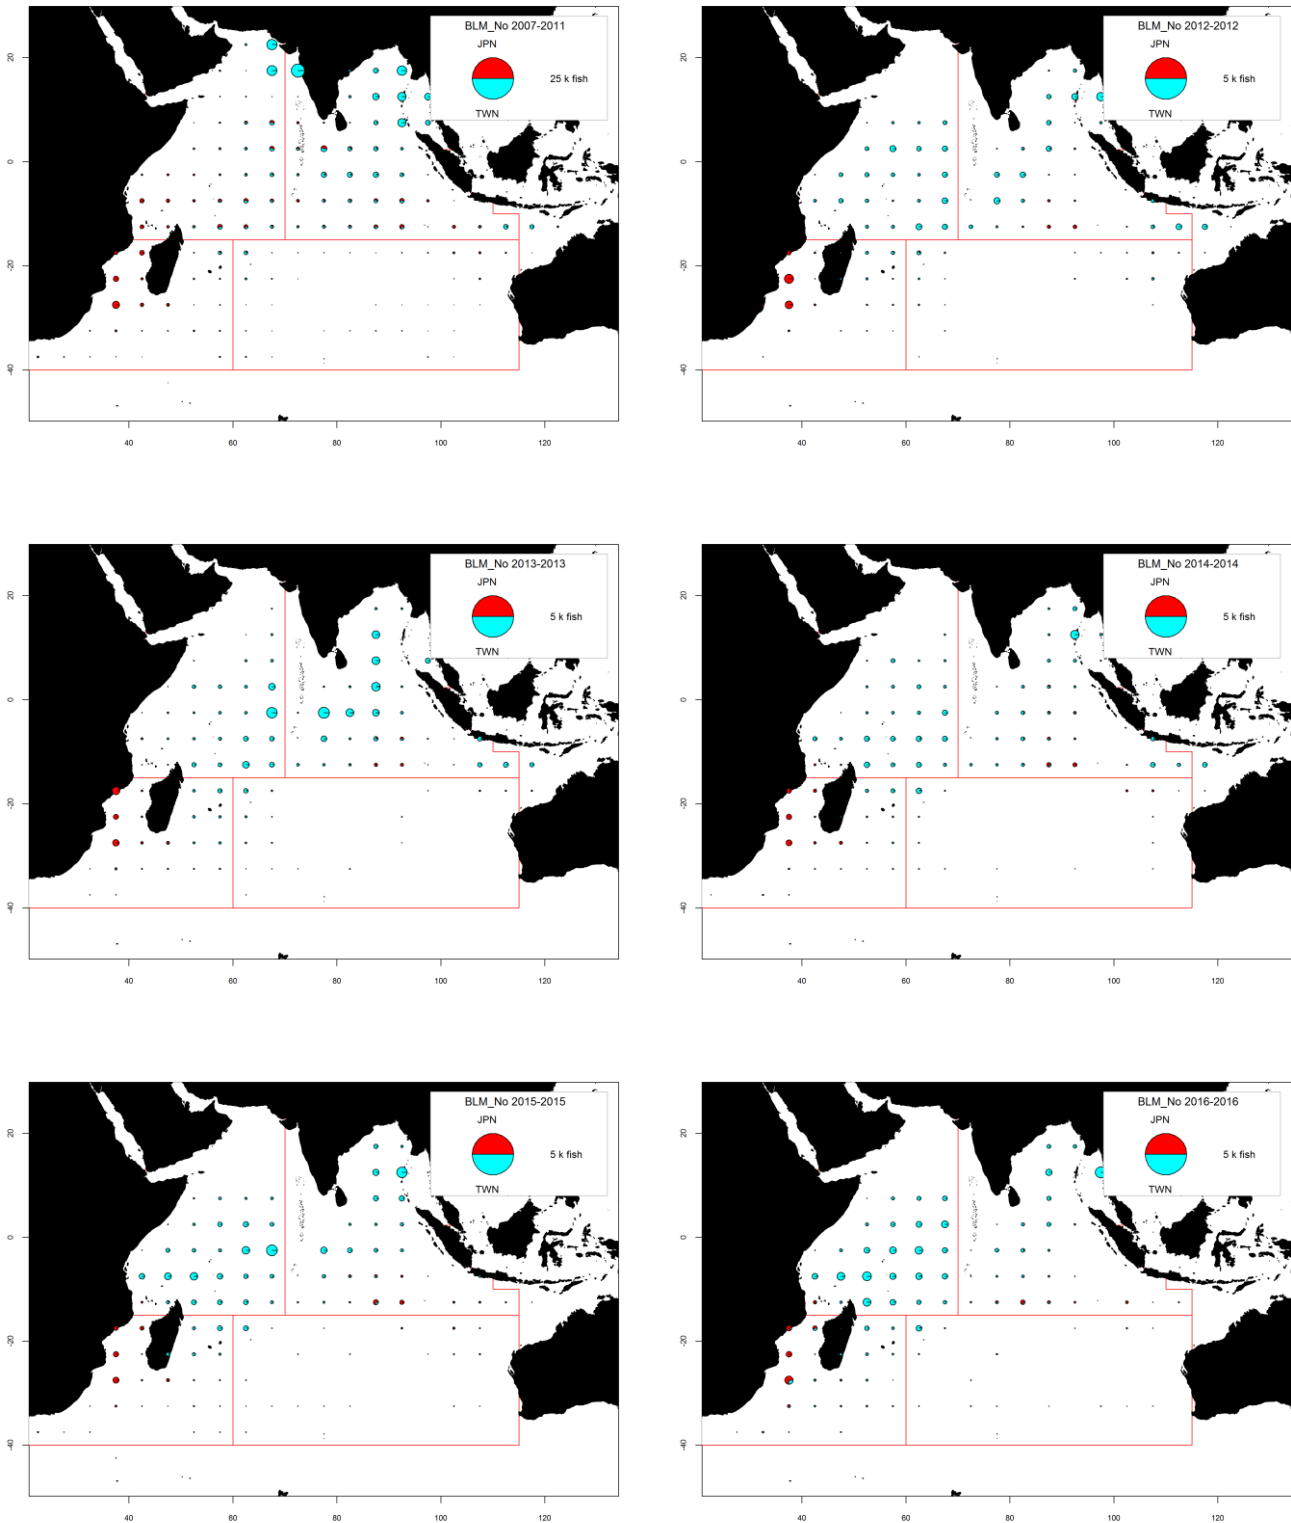 BLM_No 2007-2011
JPN
25 k fish
TWN
20
0
-20
-40
40 60 80 100 120
BLM_No 2012-2012
JPN
5 k fish
TWN
20
0
-20
-40
40 60 80 100 120
BLM_No 2013-2013
JPN
5 k fish
TWN
20
0
-20
-40
40 60 80 100 120
BLM_No 2014-2014
JPN
5 k fish
TWN
20
0
-20
-40
40 60 80 100 120
BLM_No 2015-2015
JPN
5 k fish
TWN
20
0
-20
-40
40 60 80 100 120
BLM_No 2016-2016
JPN
5 k fish
TWN
20
0
-20
-40
40 60 80 100 120